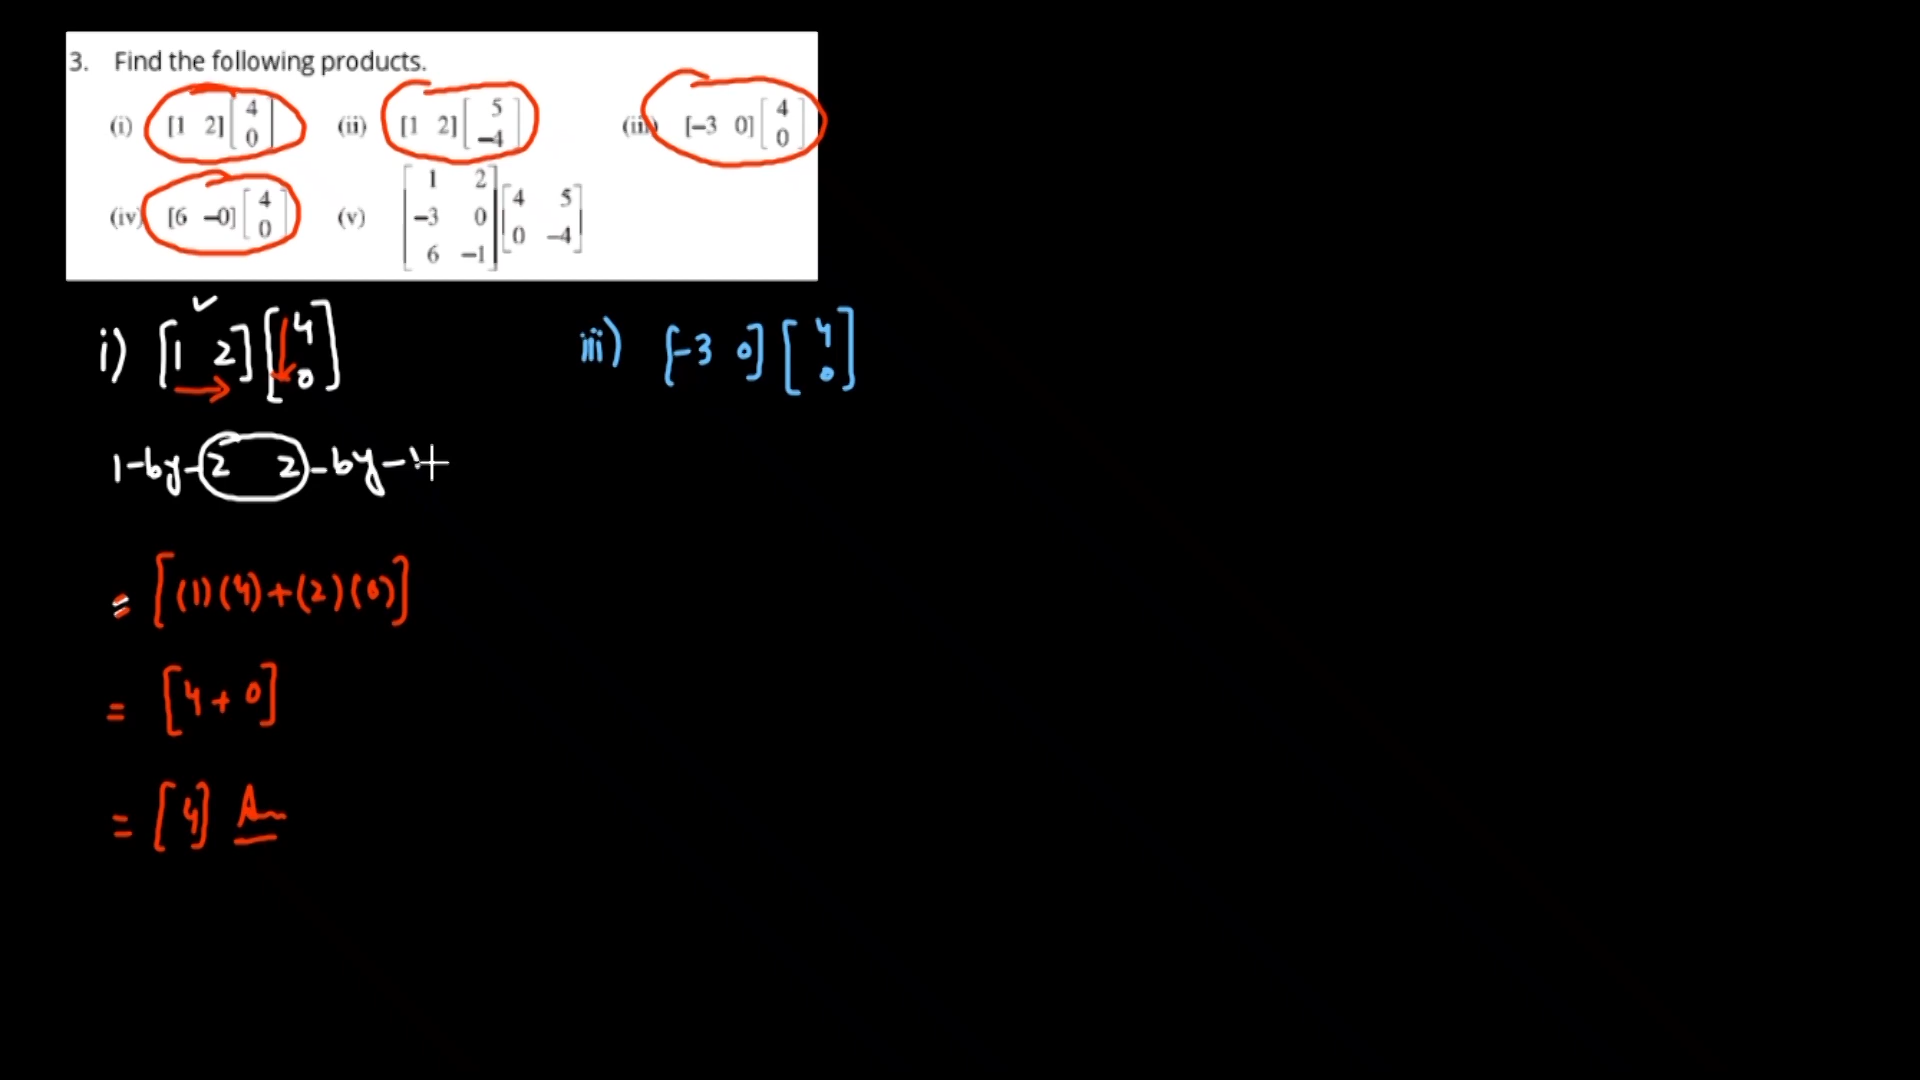 3. Find the following products.
(i) [1 2] [4 0] (ii) [1 2] [5 −4] (iii) [−3 0] [4 0]
(iv) [6 −0] [4 0] (v) [1 2 −3 0 6 −1] [4 5 0 −4]
i) [1 2] [4 0]
iii) [-3 0] [4 0]
1-by-2 2-by-1
= [(1)(4)+(2)(0)]
= [4+0]
= [4] An